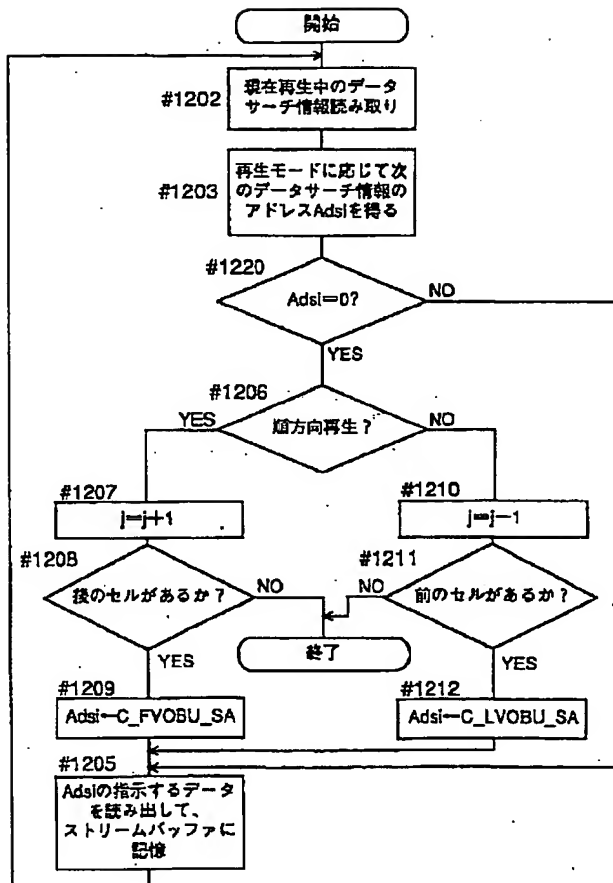 開始
#1202
現在再生中のデータ
サーチ情報読み取り
#1203
再生モードに応じて次
のデータサーチ情報の
アドレスAdsiを得る
#1220
Adsi=0?
NO
YES
#1206
YES
順方向再生?
NO
#1207
j=j+1
#1210
j=j-1
#1208
後のセルがあるか?
NO
#1211
NO
前のセルがあるか?
終了
YES
YES
#1209
Adsi←C_FVOBU_SA
#1212
Adsi←C_LVOBU_SA
#1205
Adsiの指示するデータ
を読み出して、
ストリームバッファに
記憶